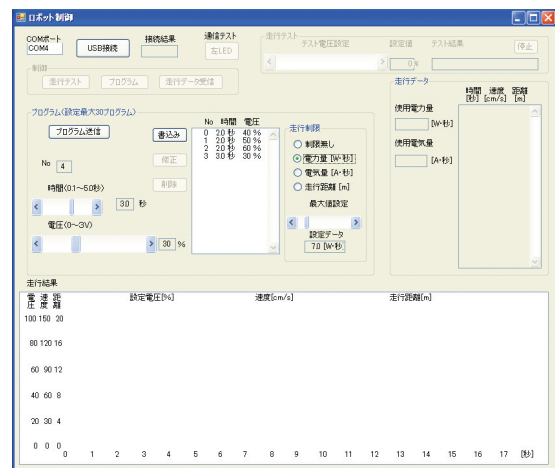 ロボット制御
COMポート
COM4
USB接続
接続結果
通信テスト
左LED
走行テスト
テスト電圧設定
設定値
テスト結果
0 %
停止
制御
走行テスト
プログラム
走行データ受信
プログラム(設定最大30プログラム)
プログラム送信
書込み
No 4
修正
時間(0.1～5.0秒)
削除
3.0 秒
電圧(0～3V)
30 %
No 時間 電圧
0 2.0 秒 40 %
1 2.0 秒 50 %
2 2.0 秒 60 %
3 3.0 秒 30 %
走行制限
制限無し
電力量 [W・秒]
電気量 [A・秒]
走行距離 [m]
最大値設定
設定データ
7.0 [W・秒]
走行データ
時間 速度 距離
[秒] [cm/s] [m]
使用電力量
[W・秒]
使用電気量
[A・秒]
走行結果
電圧 速度 距離
設定電圧[%]
速度[cm/s]
走行距離[m]
100 150 20
80 120 16
60 90 12
40 60 8
20 30 4
0 0 0
0 1 2 3 4 5 6 7 8 9 10 11 12 13 14 15 16 17 [秒]